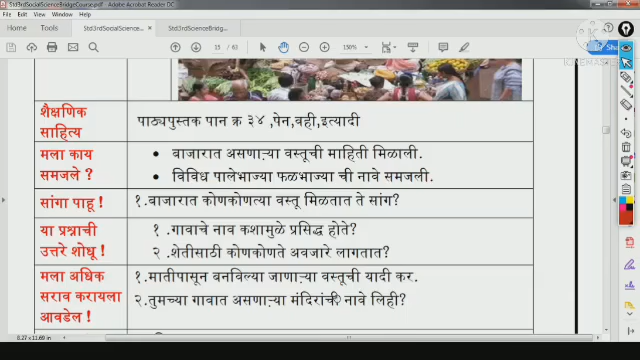 Std3rdSocialScienceBridgeCourse.pdf - Adobe Acrobat Reader DC
File Edit View Window Help
Home Tools Std3rdSocialScienc... × Std3rdSocialScienceBridg...
15 / 63 150%
शैक्षणिक साहित्य
पाठ्यपुस्तक पान क्र ३४ ,पेन,वही,इत्यादी
मला काय समजले ?
• बाजारात असणाऱ्या वस्तूची माहिती मिळाली.
• विविध पालेभाज्या फळभाज्या ची नावे समजली.
सांगा पाहू !
१.बाजारात कोणकोणत्या वस्तू मिळतात ते सांग?
या प्रश्नाची उत्तरे शोधू !
१ .गावाचे नाव कशामुळे प्रसिद्ध होते?
२ .शेतीसाठी कोणकोणते अवजारे लागतात?
मला अधिक सराव करायला आवडेल !
१.मातीपासून बनविल्या जाणाऱ्या वस्तूची यादी कर.
२.तुमच्या गावात असणाऱ्या मंदिरांची नावे लिही?
8.27 x 11.69 in